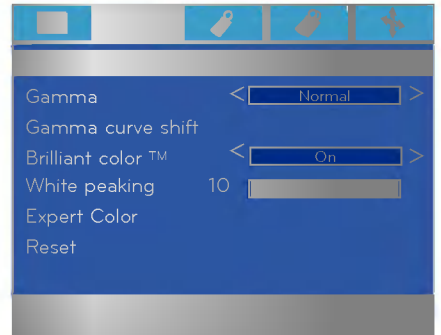 Gamma < Normal >
Gamma curve shift
Brilliant color ™ < On >
White peaking 10
Expert Color
Reset